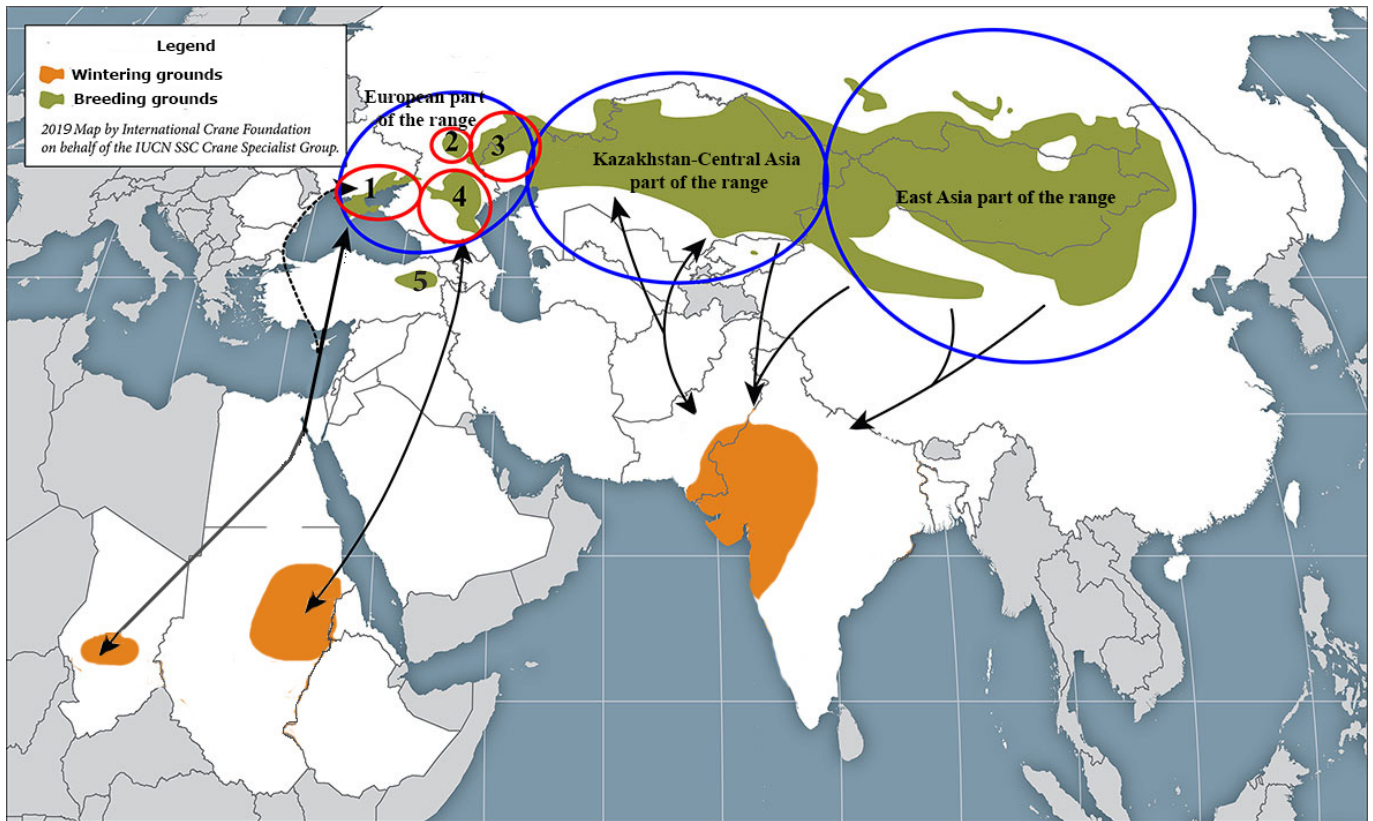 Legend
Wintering grounds
Breeding grounds
2019 Map by International Crane Foundation
on behalf of the IUCN SSC Crane Specialist Group.
European part
of the range
1
2
3
4
5
Kazakhstan-Central Asia
part of the range
East Asia part of the range